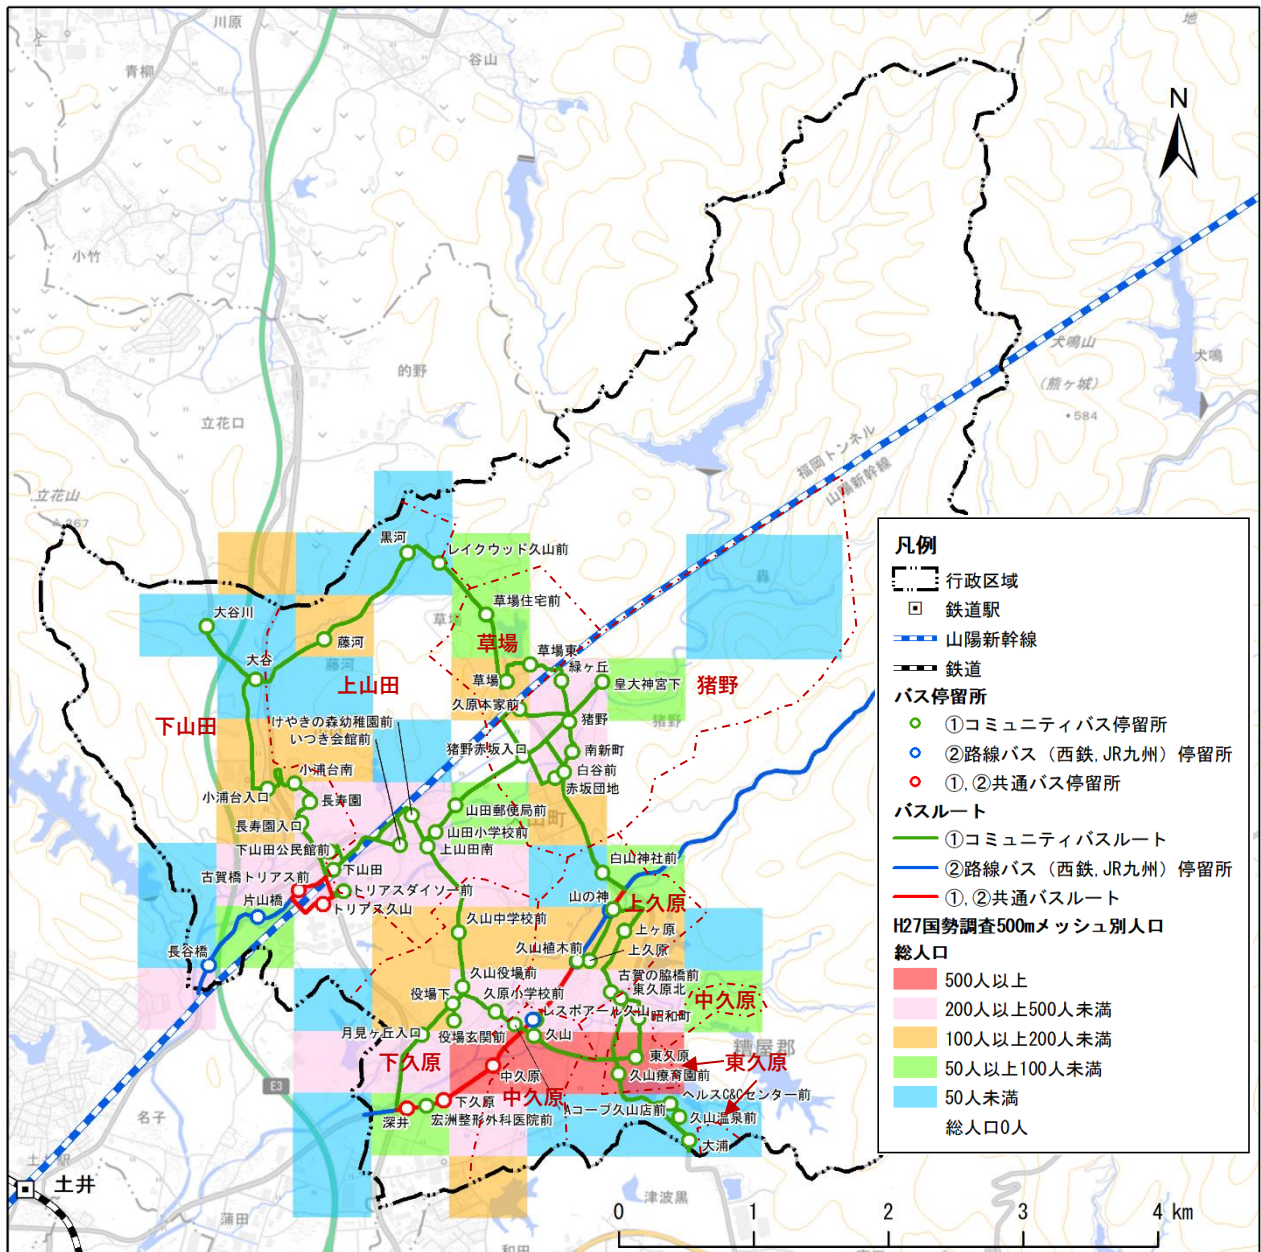 川原
谷山
地
青柳
N
小竹
犬鳴山
犬鳴
的野
(熊ヶ城)
・584
立花口
福岡トンネル
山陽新幹線
立花山
367
黒河
レイクウッド久山前
大谷川
草場住宅前
藤河
草場
草場東
大谷
藤河
緑ヶ丘
上山田
草場
皇大神宮下
猪野
久原本家前
下山田
けやきの森幼稚園前
いつき会館前
猪野
猪野
猪野赤坂入口
南新町
小浦台南
白谷前
小浦台入口
長寿園
赤坂団地
山田郵便局前
長寿園入口
山田小学校前
下山田公民館前
上山田南
白山神社前
古賀橋トリアス前
下山田
トリアスダイソー前
片山橋
トリアス久山
山の神
上久原
久山中学校前
上ヶ原
長谷橋
久山植木前
上久原
久山役場前
古賀の脇橋前
東久原北
中久原
役場下
久原小学校前
レスポアール久山
昭和町
月見ヶ丘入口
役場玄関前
久山
糟屋郡
下久原
東久原
東久原
中久原
久山療育園前
E3
中久原
ヘルスC&Cセンター前
下久原
Aコープ久山店前
久山温泉前
深井
宏洲整形外科医院前
名子
大浦
土井
津波黒
蒲田
和田
0 1 2 3 4 km
凡例
行政区域
鉄道駅
山陽新幹線
鉄道
バス停留所
①コミュニティバス停留所
②路線バス（西鉄,JR九州）停留所
①,②共通バス停留所
バスルート
①コミュニティバスルート
②路線バス（西鉄,JR九州）停留所
①,②共通バスルート
H27国勢調査500mメッシュ別人口
総人口
500人以上
200人以上500人未満
100人以上200人未満
50人以上100人未満
50人未満
総人口0人